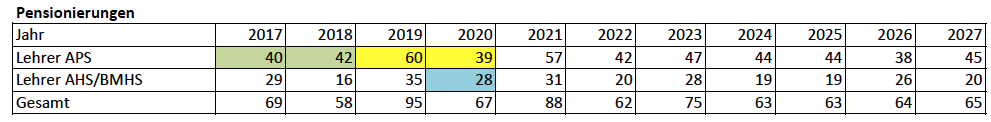 Pensionierungen
Jahr 2017 2018 2019 2020 2021 2022 2023 2024 2025 2026 2027
Lehrer APS 40 42 60 39 57 42 47 44 44 38 45
Lehrer AHS/BMHS 29 16 35 28 31 20 28 19 19 26 20
Gesamt 69 58 95 67 88 62 75 63 63 64 65